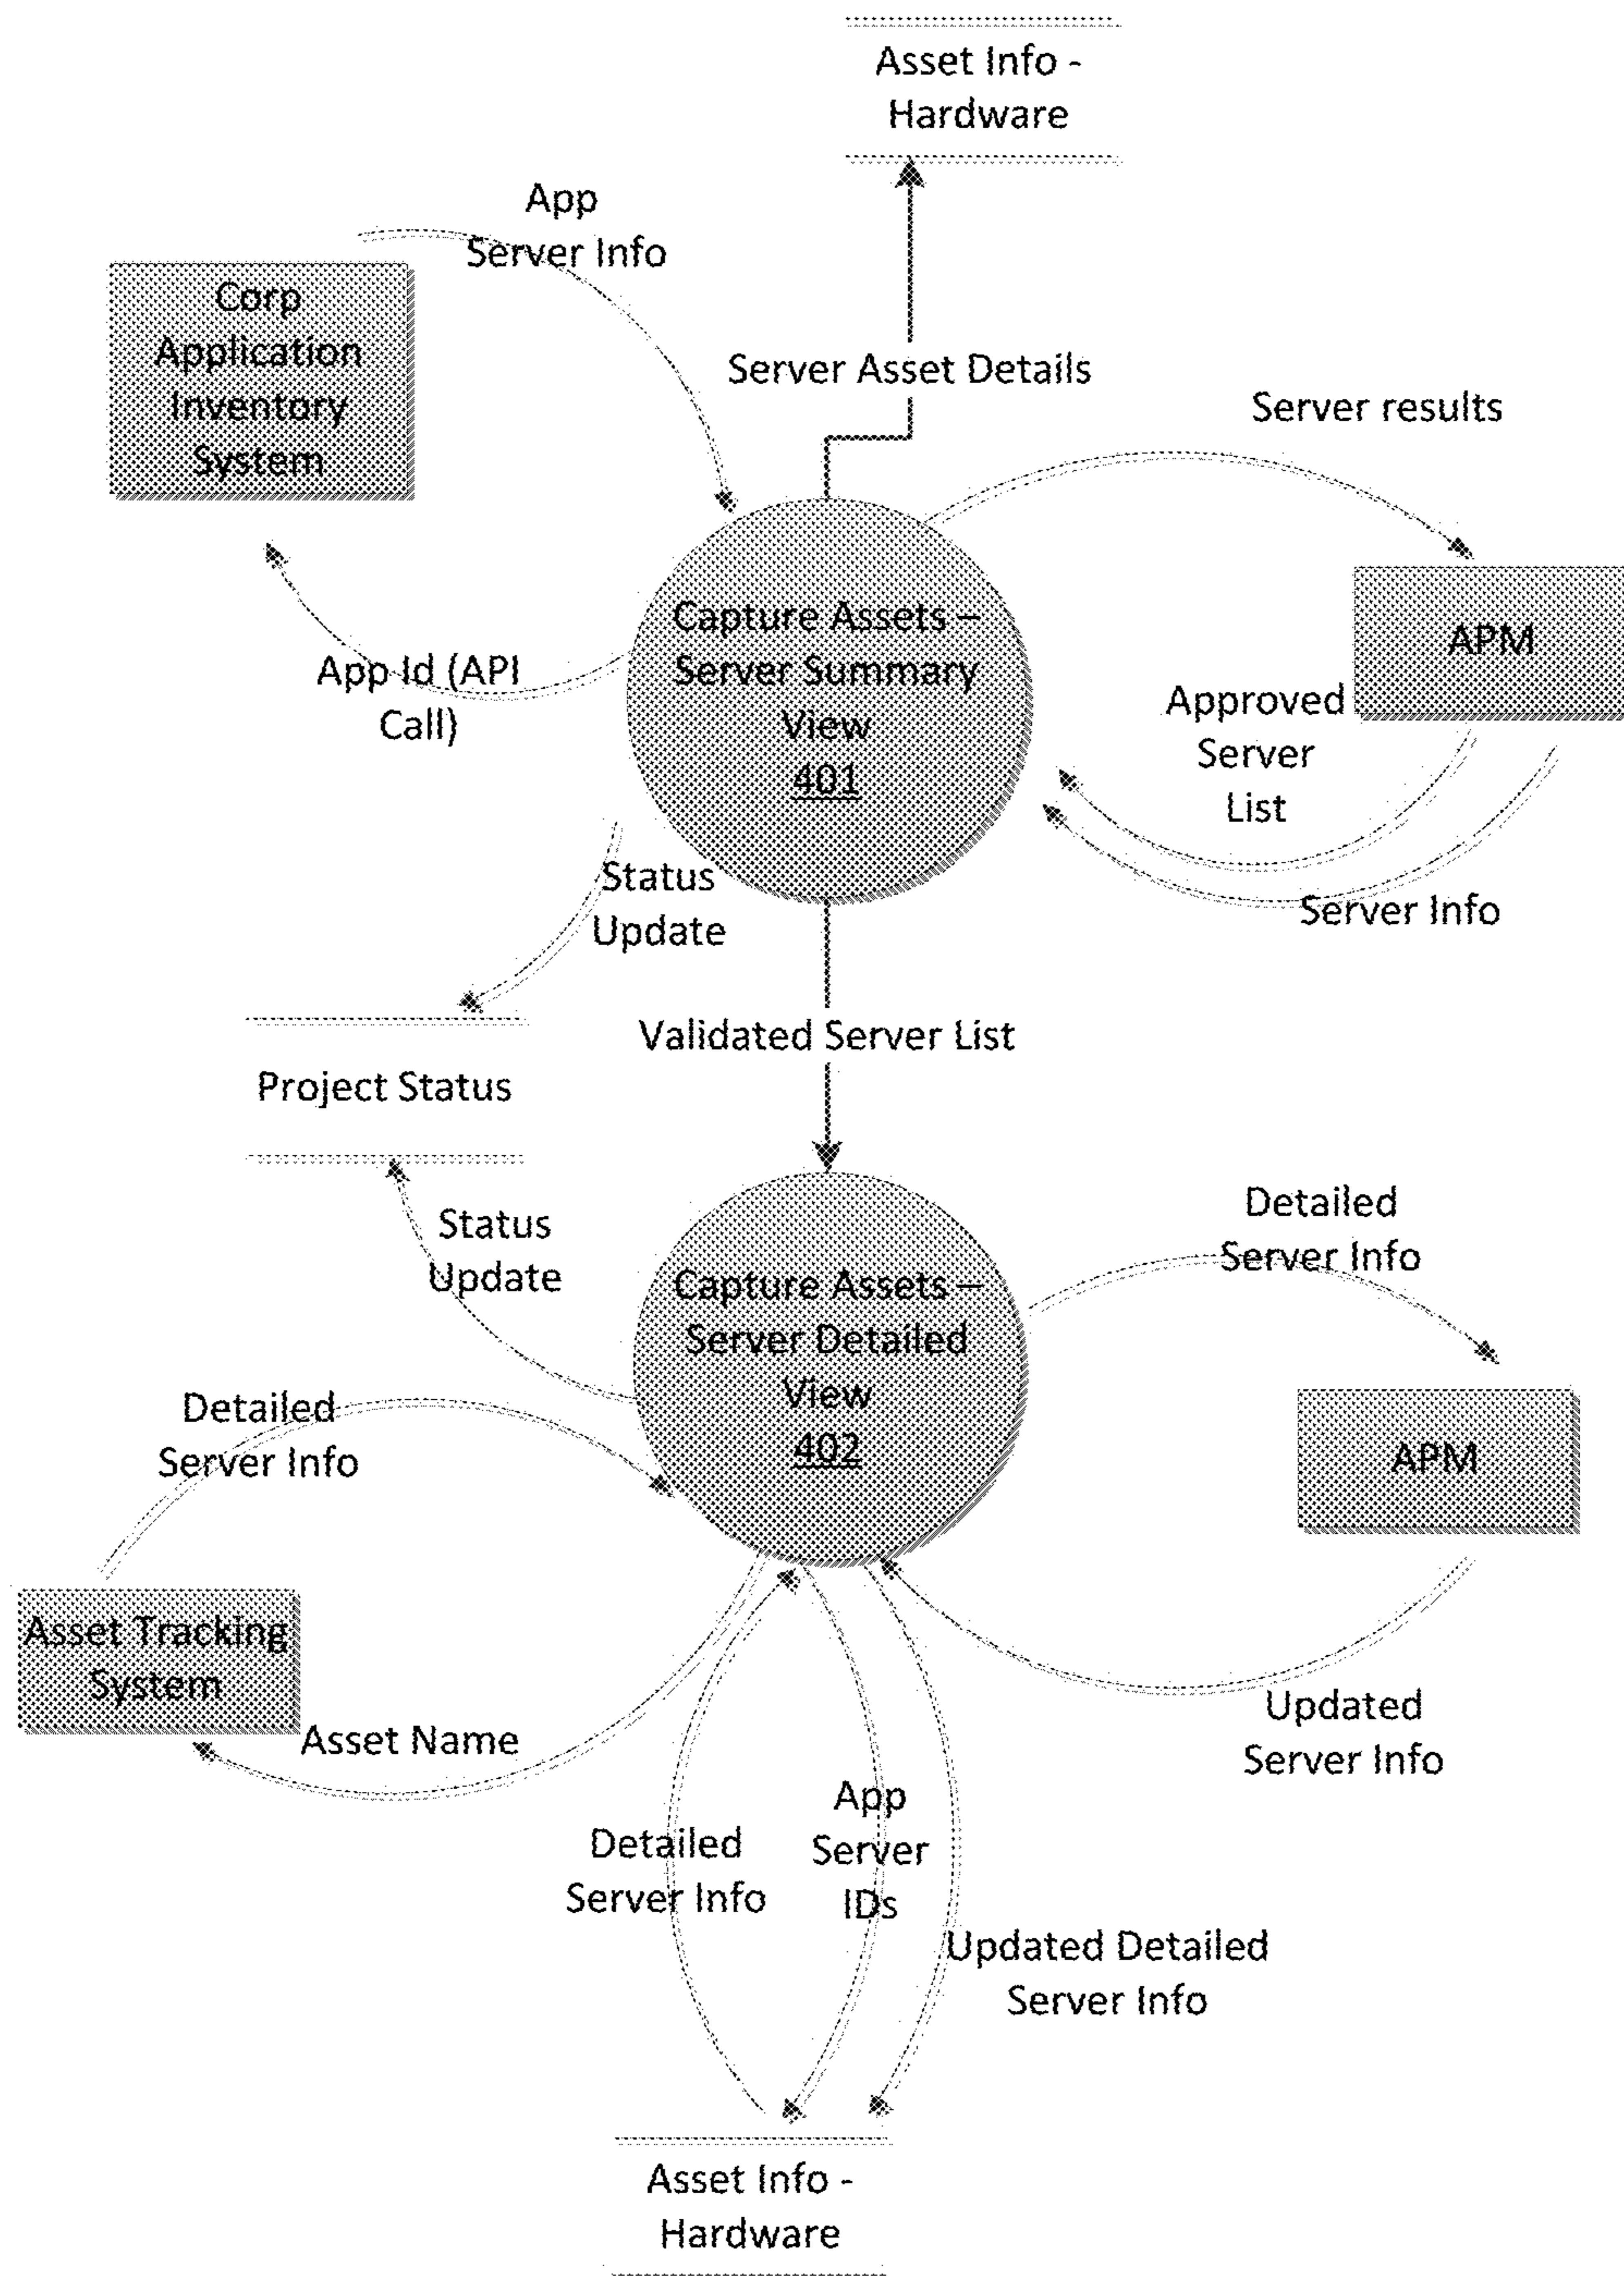 Asset Info -
Hardware
App
Server Info
Corp
Application
Inventory
System
Server Asset Details
Server results
Capture Assets –
Server Summary
View
401
APM
App Id (API
Call)
Approved
Server
List
Server Info
Status
Update
Validated Server List
Project Status
Status
Update
Capture Assets –
Server Detailed
View
402
Detailed
Server Info
APM
Detailed
Server Info
Asset Tracking
System
Asset Name
Updated
Server Info
Detailed
Server Info
App
Server
IDs
Updated Detailed
Server Info
Asset Info -
Hardware